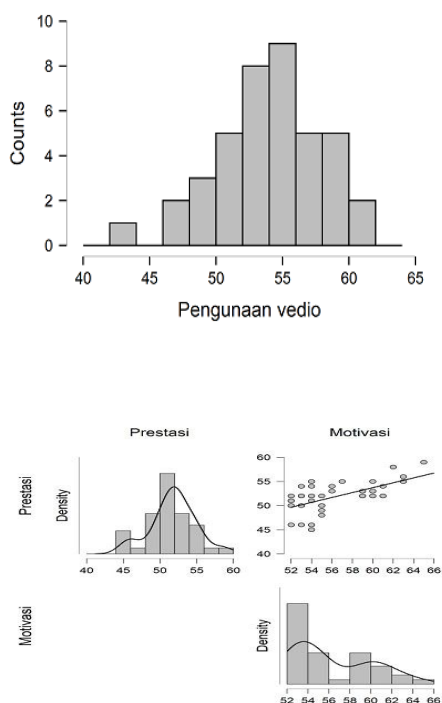 10
8
6
4
2
0
Counts
40 45 50 55 60 65
Pengunaan vedio
Prestasi Motivasi
Prestasi
Density
40 45 50 55 60
60
55
50
45
40
52 54 56 58 60 62 64 66
Motivasi
Density
52 54 56 58 60 62 64 66